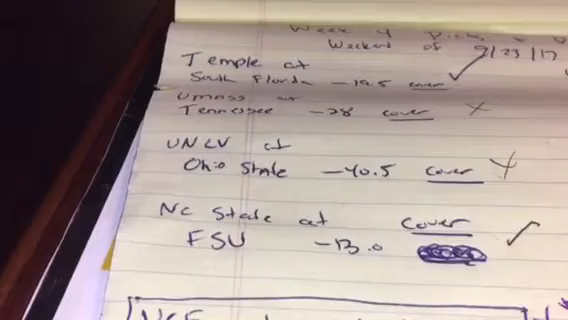 Week 4 Picks
Weekend of 9/23/17
Temple at
South Florida -19.5 cover ✓
UMass at
Tennessee -28 cover X
UNLV at
Ohio State -40.5 cover X
NC State at cover ✓
FSU -13.0